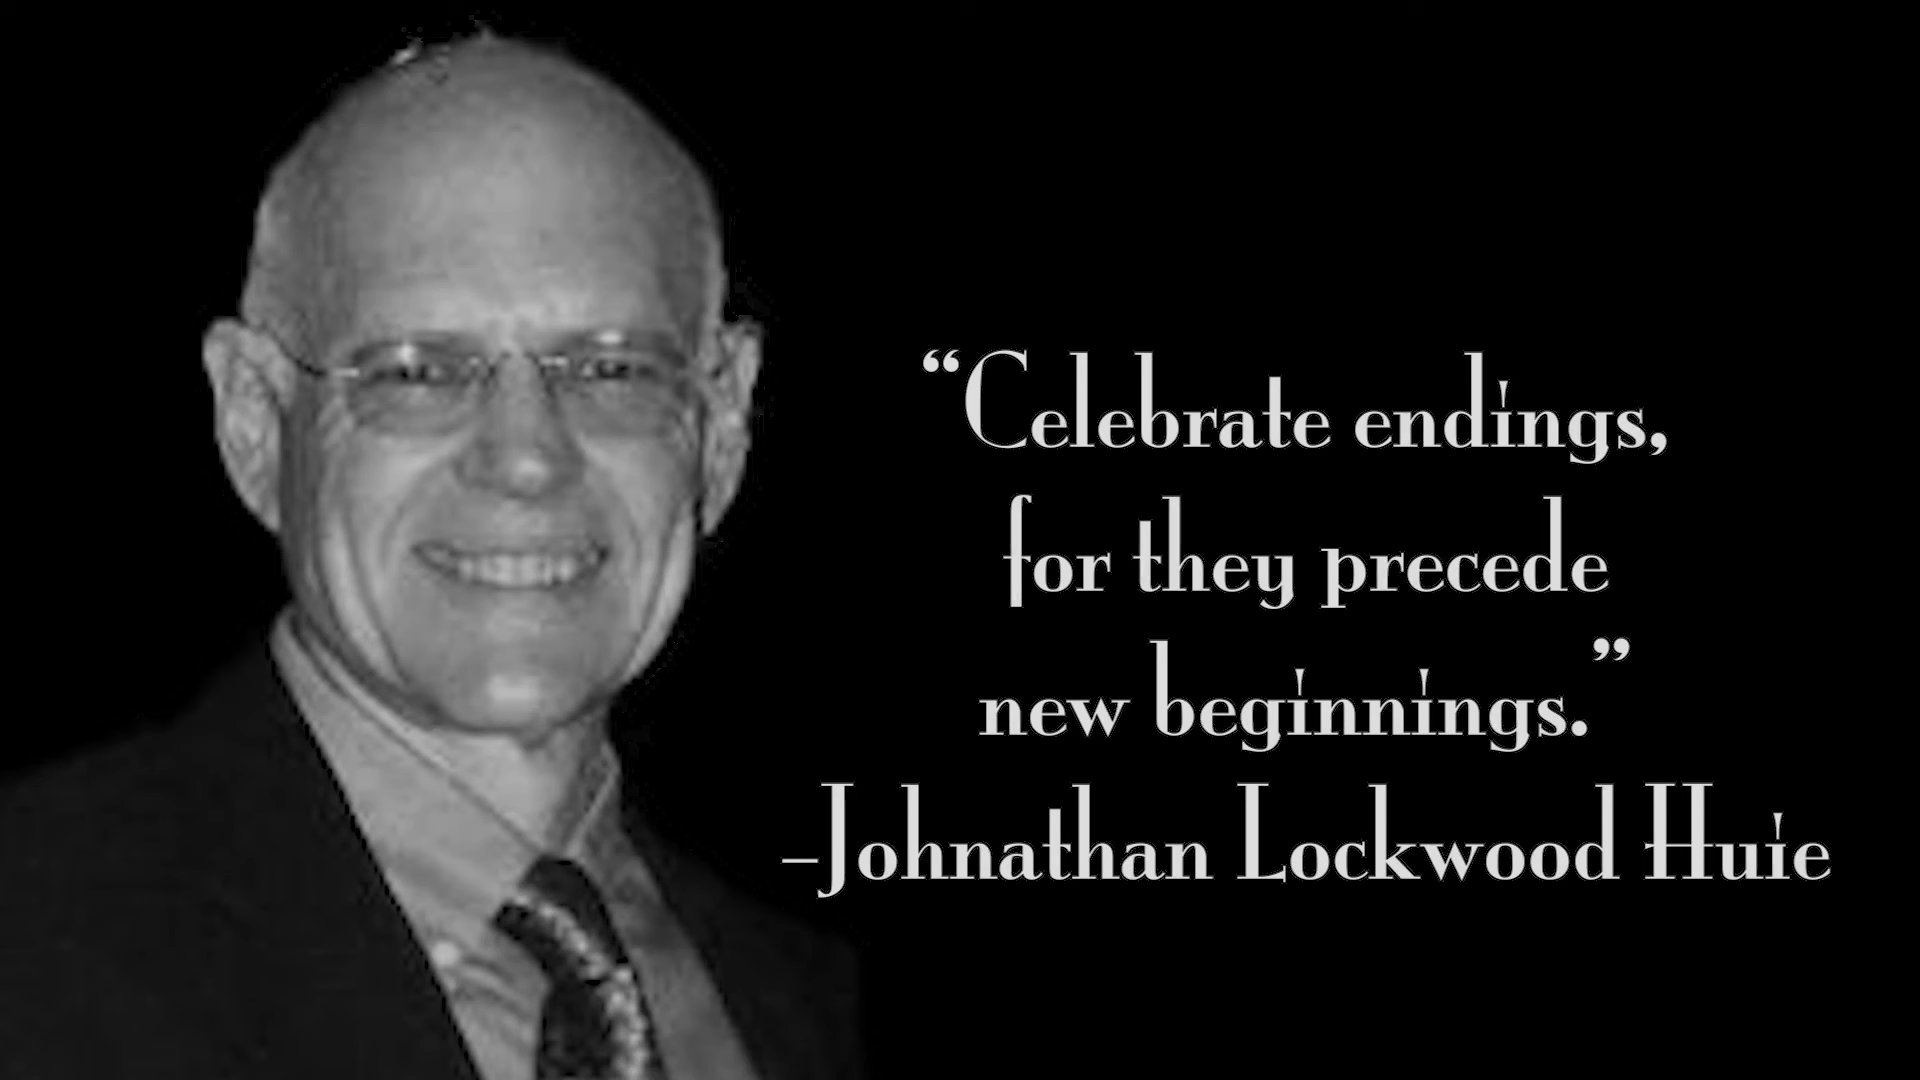 “Celebrate endings,
for they precede
new beginnings.”
–Johnathan Lockwood Huie